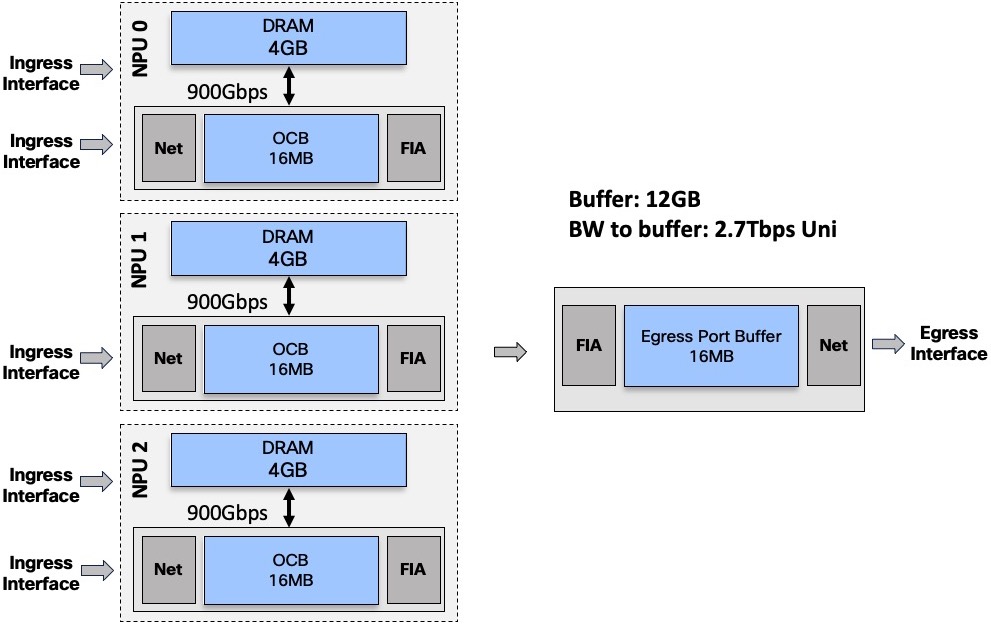 NPU 0
DRAM
4GB
Ingress
Interface
900Gbps
Ingress
Interface
Net
OCB
16MB
FIA
NPU 1
DRAM
4GB
900Gbps
Ingress
Interface
Net
OCB
16MB
FIA
NPU 2
DRAM
4GB
Ingress
Interface
900Gbps
Ingress
Interface
Net
OCB
16MB
FIA
Buffer: 12GB
BW to buffer: 2.7Tbps Uni
FIA
Egress Port Buffer
16MB
Net
Egress
Interface